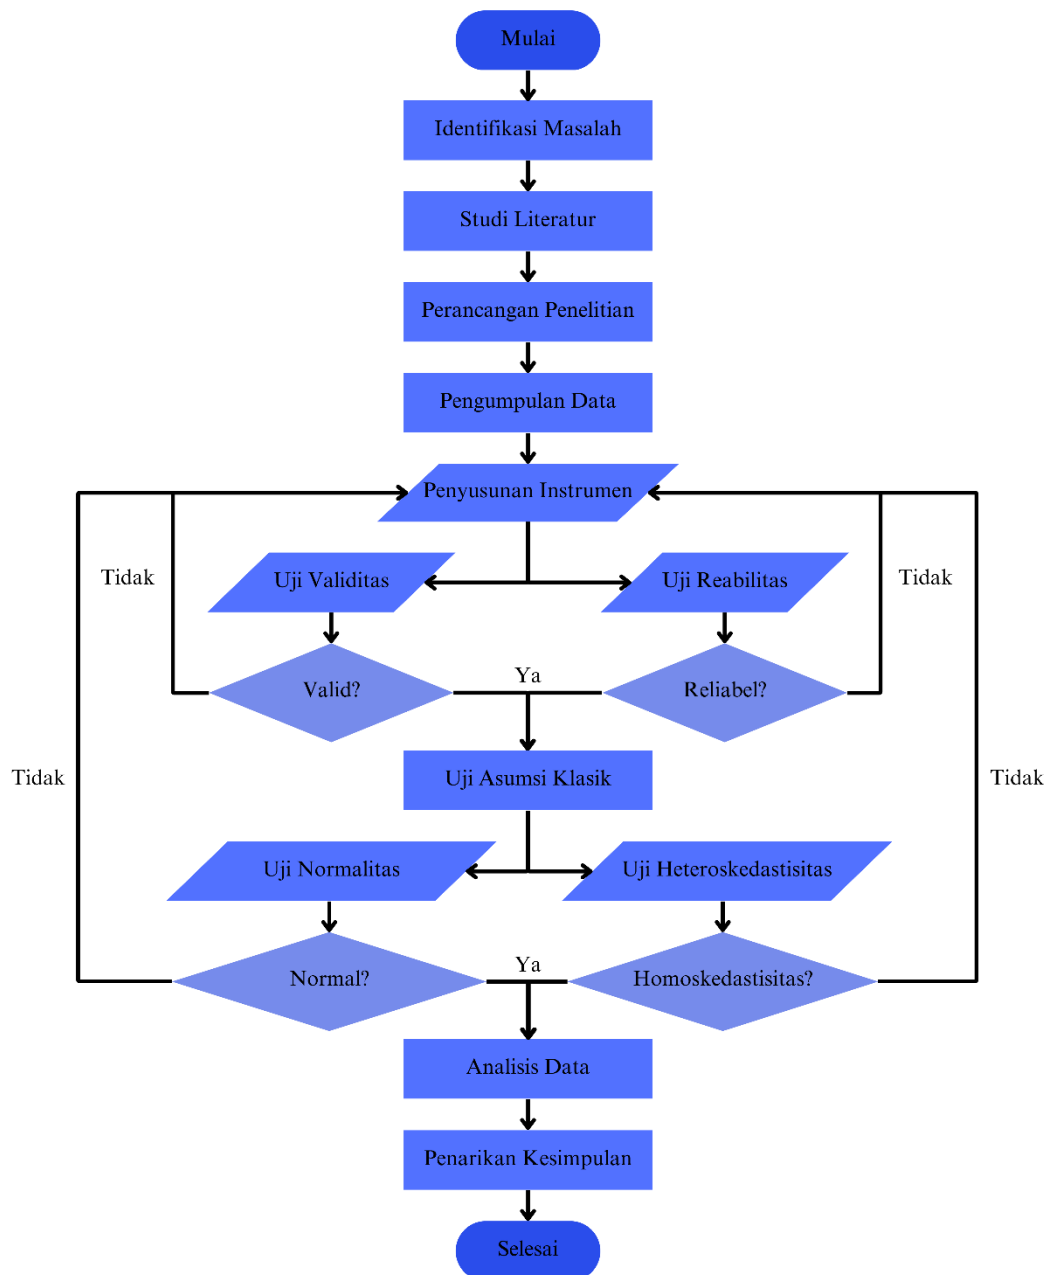 Mulai
Identifikasi Masalah
Studi Literatur
Perancangan Penelitian
Pengumpulan Data
Penyusunan Instrumen
Tidak
Uji Validitas
Uji Reabilitas
Tidak
Valid?
Ya
Reliabel?
Tidak
Uji Asumsi Klasik
Tidak
Uji Normalitas
Uji Heteroskedastisitas
Normal?
Ya
Homoskedastisitas?
Analisis Data
Penarikan Kesimpulan
Selesai